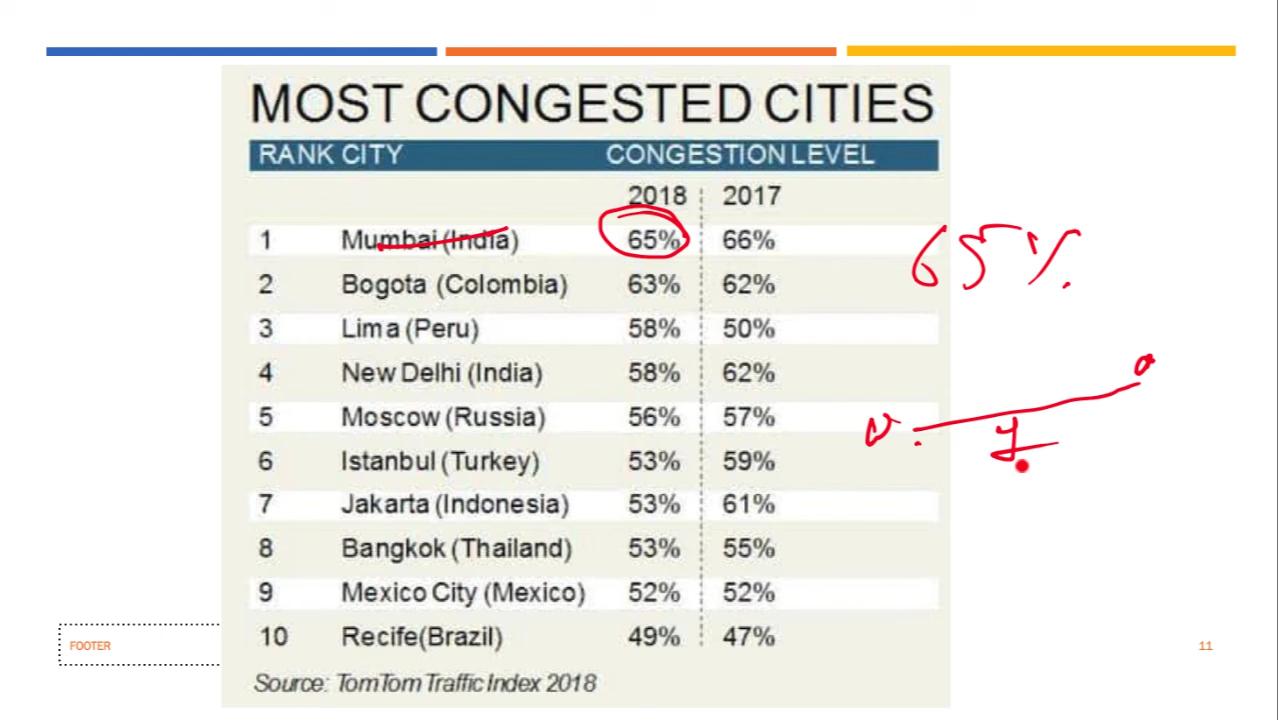 MOST CONGESTED CITIES
RANK CITY CONGESTION LEVEL
2018 2017
1 Mumbai (India) 65% 66%
65%
2 Bogota (Colombia) 63% 62%
3 Lima (Peru) 58% 50%
4 New Delhi (India) 58% 62%
5 Moscow (Russia) 56% 57%
6 Istanbul (Turkey) 53% 59%
7 Jakarta (Indonesia) 53% 61%
8 Bangkok (Thailand) 53% 55%
9 Mexico City (Mexico) 52% 52%
10 Recife(Brazil) 49% 47%
FOOTER
11
Source: TomTom Traffic Index 2018